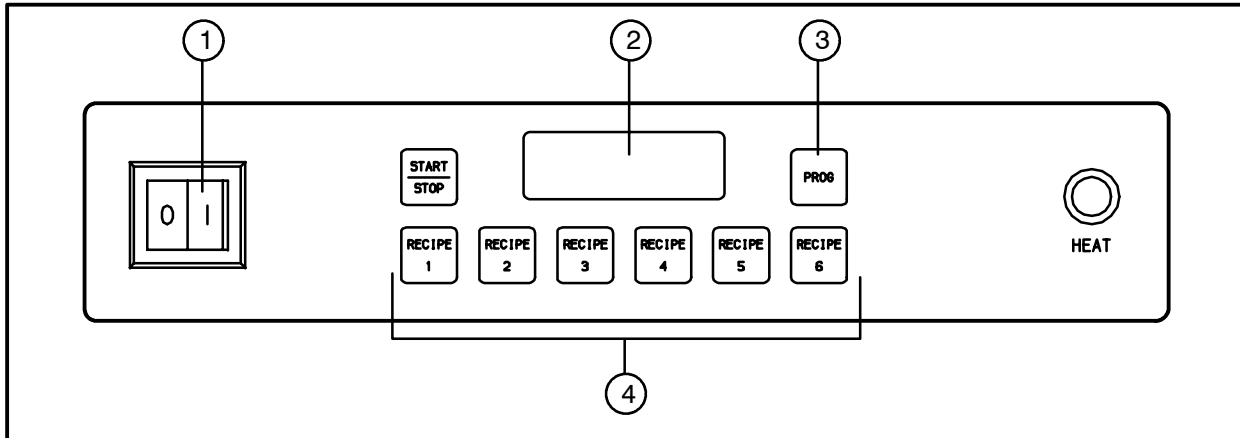 1
2
3
START
STOP
PROG
0 I
RECIPE
1
RECIPE
2
RECIPE
3
RECIPE
4
RECIPE
5
RECIPE
6
HEAT
4